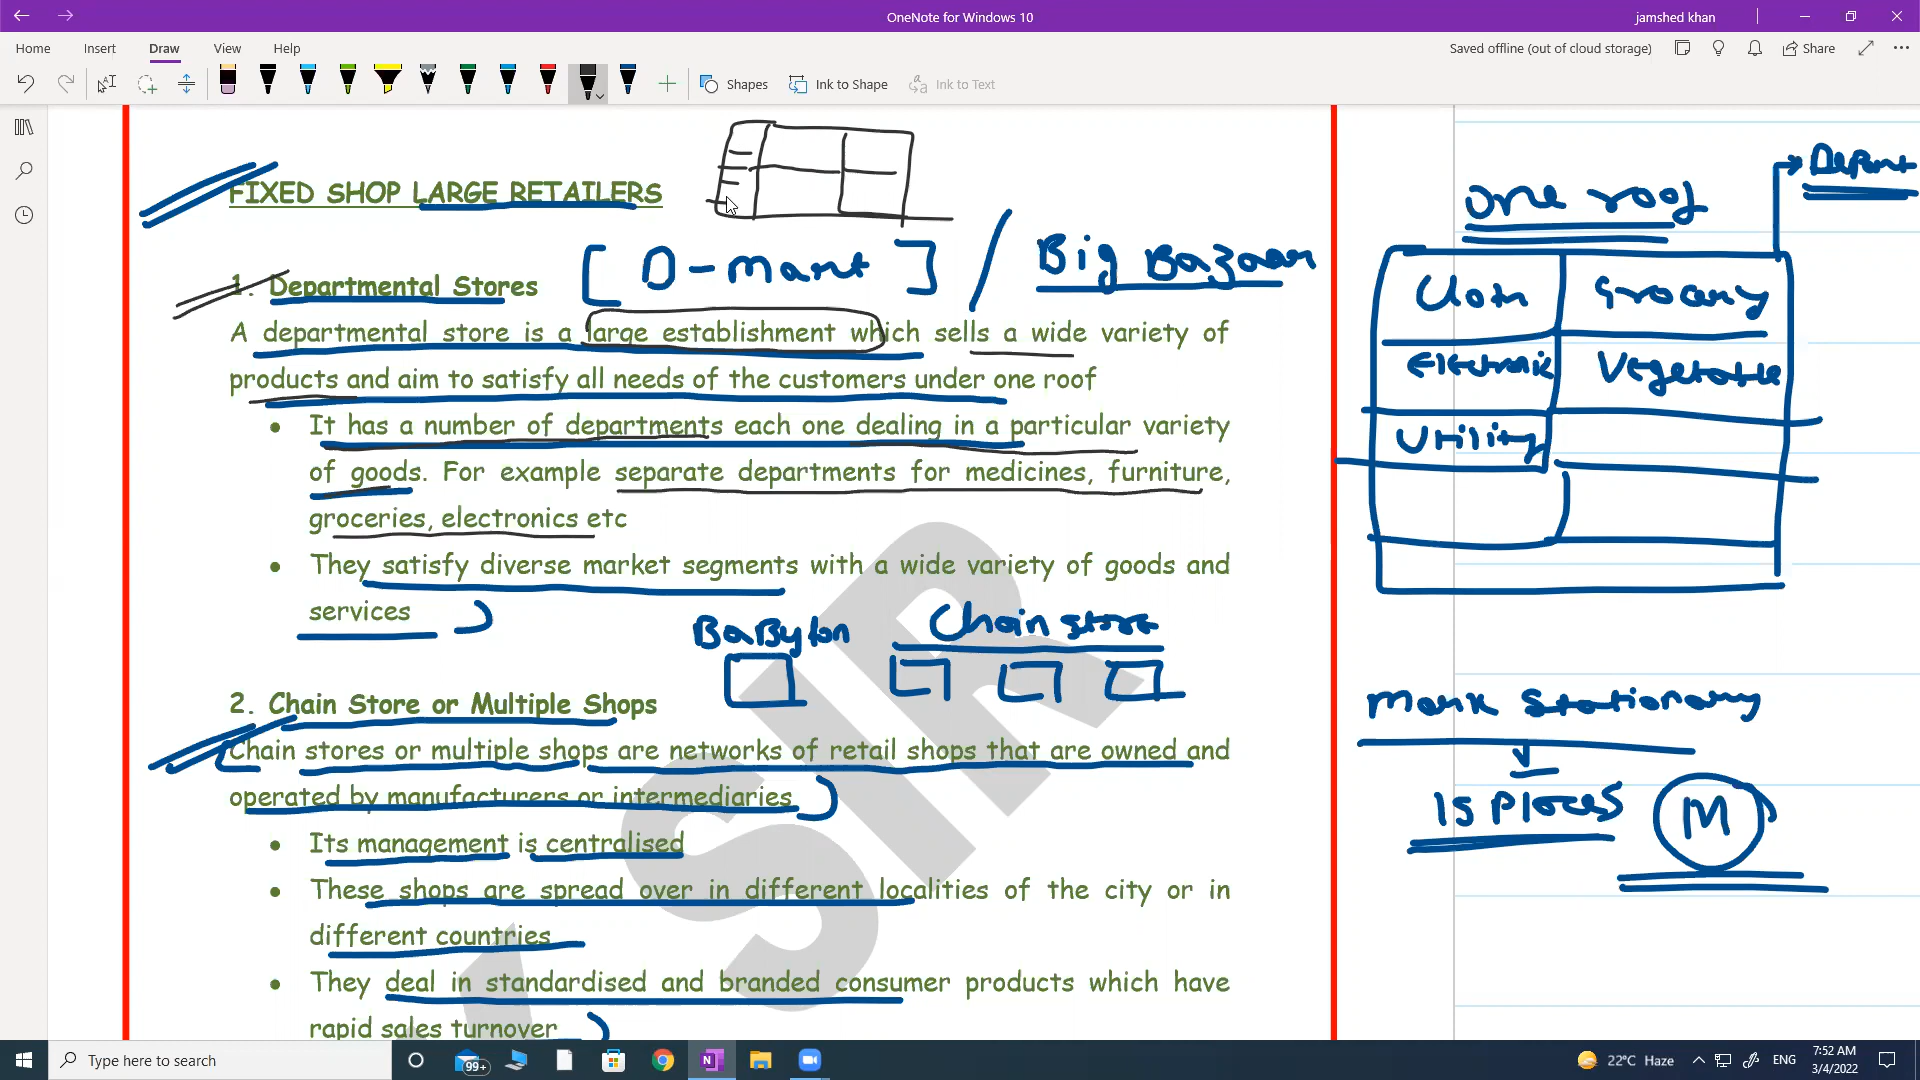 OneNote for Windows 10
jamshed khan
Home Insert Draw View Help
Saved offline (out of cloud storage)
Share
Shapes
Ink to Shape
Ink to Text
FIXED SHOP LARGE RETAILERS
[ D-mart ] / Big Bazaar
1. Departmental Stores
A departmental store is a large establishment which sells a wide variety of
products and aim to satisfy all needs of the customers under one roof
• It has a number of departments each one dealing in a particular variety
of goods. For example separate departments for medicines, furniture,
groceries, electronics etc
• They satisfy diverse market segments with a wide variety of goods and
services
BaBylon
Chain store
2. Chain Store or Multiple Shops
Chain stores or multiple shops are networks of retail shops that are owned and
operated by manufacturers or intermediaries
• Its management is centralised
• These shops are spread over in different localities of the city or in
different countries
• They deal in standardised and branded consumer products which have
rapid sales turnover
SIR
one roof
Depart
Cloth
Grocery
Electronic
Vegetable
Utility
mark Stationary
15 Places
M
Type here to search
99+
22°C Haze
ENG
7:52 AM
3/4/2022